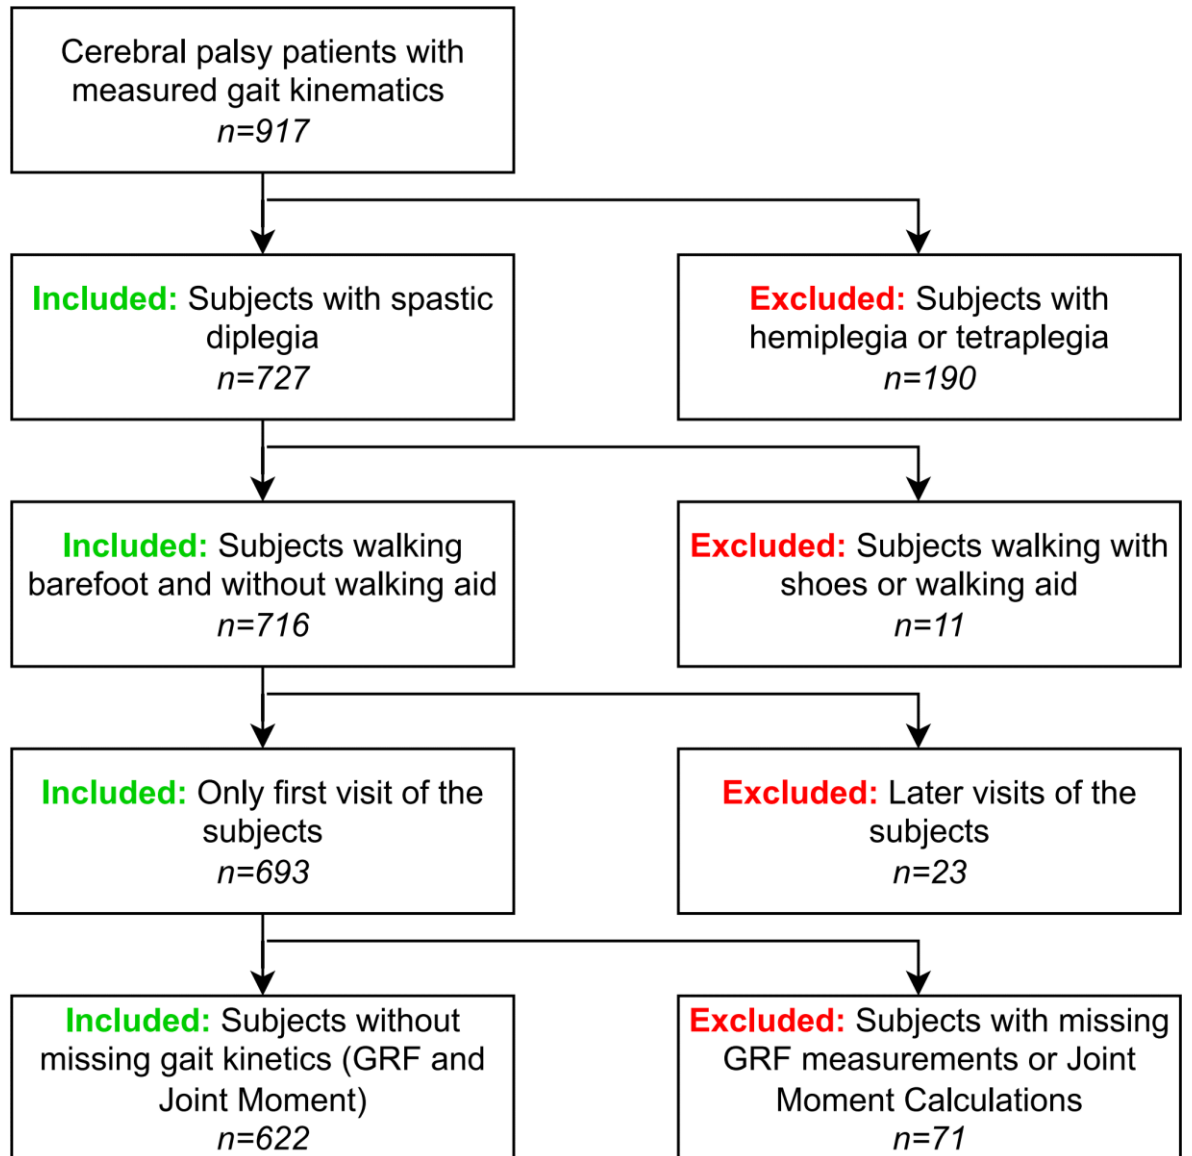 Cerebral palsy patients with
measured gait kinematics
n=917
Included: Subjects with spastic
diplegia
n=727
Excluded: Subjects with
hemiplegia or tetraplegia
n=190
Included: Subjects walking
barefoot and without walking aid
n=716
Excluded: Subjects walking with
shoes or walking aid
n=11
Included: Only first visit of the
subjects
n=693
Excluded: Later visits of the
subjects
n=23
Included: Subjects without
missing gait kinetics (GRF and
Joint Moment)
n=622
Excluded: Subjects with missing
GRF measurements or Joint
Moment Calculations
n=71